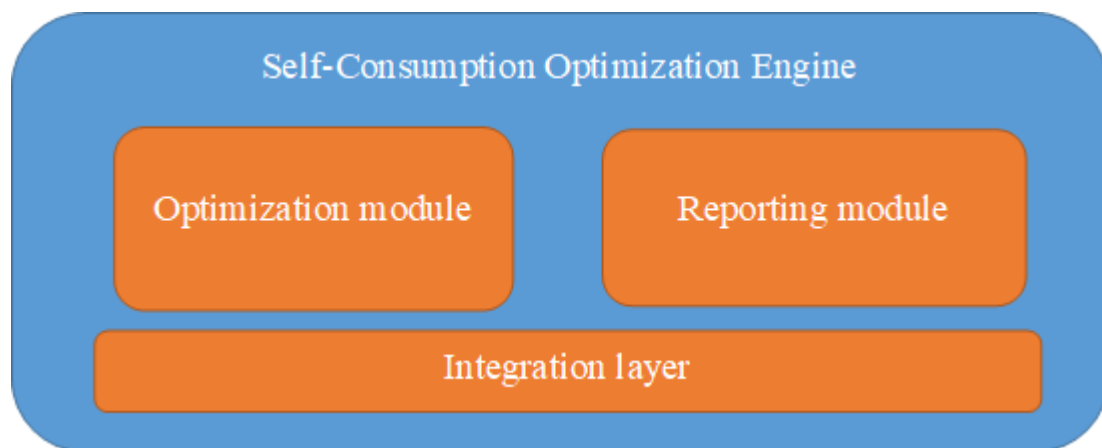 Self-Consumption Optimization Engine
Optimization module
Reporting module
Integration layer